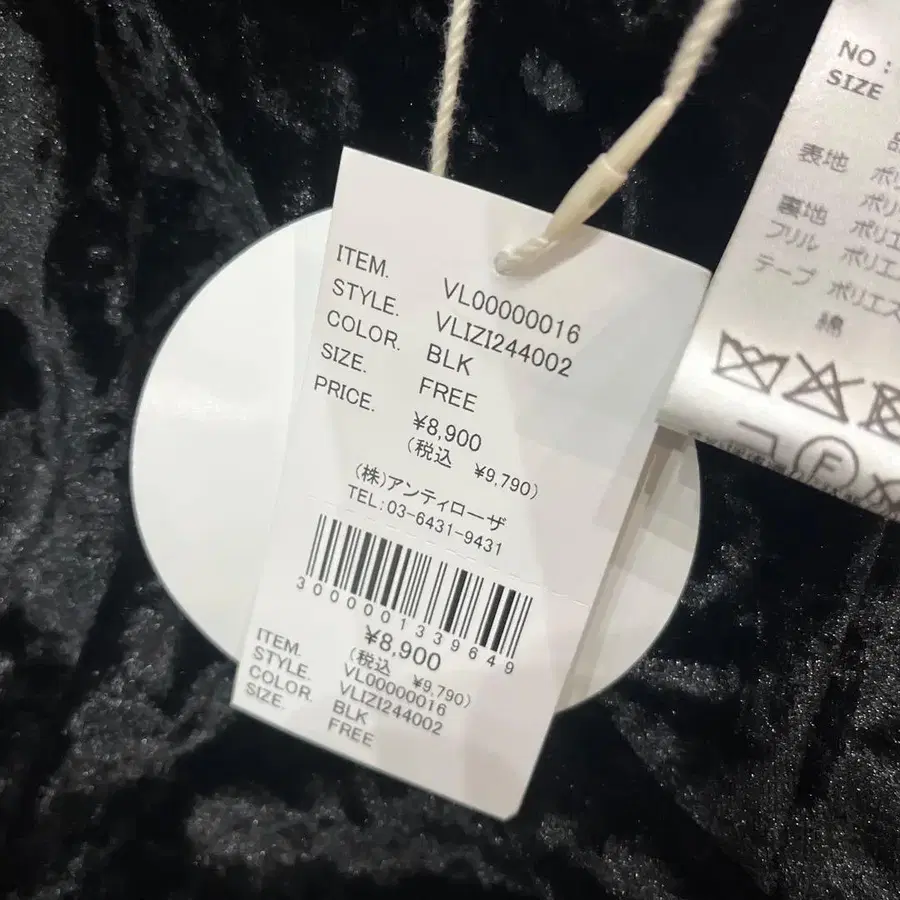 ITEM. VL00000016
STYLE. VLIZI244002
COLOR. BLK
SIZE. FREE
PRICE. ¥8,900
(税込 ¥9,790)
(株)アンティローザ
TEL:03-6431-9431
3000001339649
¥8,900
(税込 ¥9,790)
ITEM. VL00000016
STYLE. VLIZI244002
COLOR. BLK
SIZE. FREE
NO :
SIZE
表地 ポリ
ポリ
裏地 ポリエ
フリル ポリエ
テープ ポリエス
綿
F